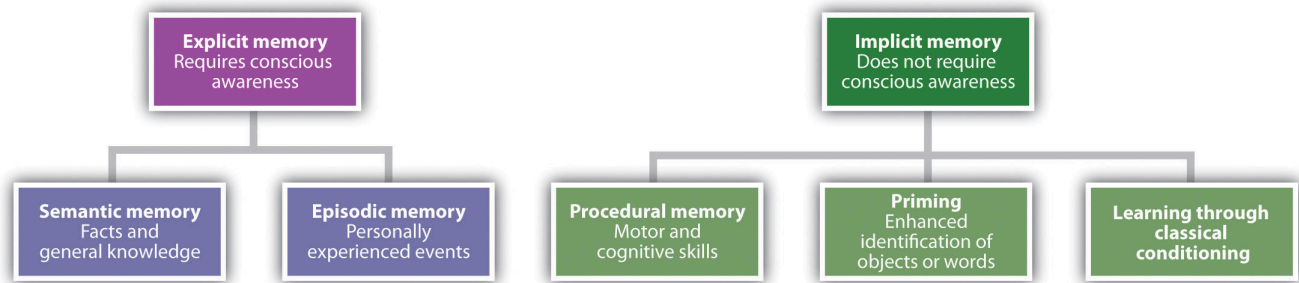 Explicit memory
Requires conscious
awareness
Implicit memory
Does not require
conscious awareness
Semantic memory
Facts and
general knowledge
Episodic memory
Personally
experienced events
Procedural memory
Motor and
cognitive skills
Priming
Enhanced
identification of
objects or words
Learning through
classical
conditioning